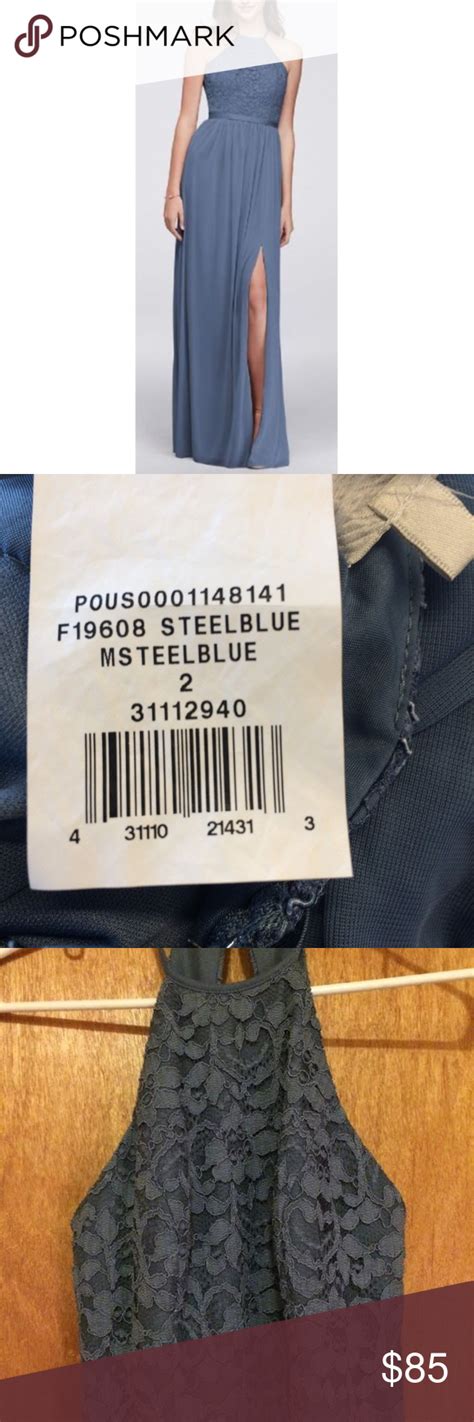 POSHMARK
POUS0001148141
F19608 STEELBLUE
MSTEELBLUE
2
31112940
4 31110 21431 3
$85